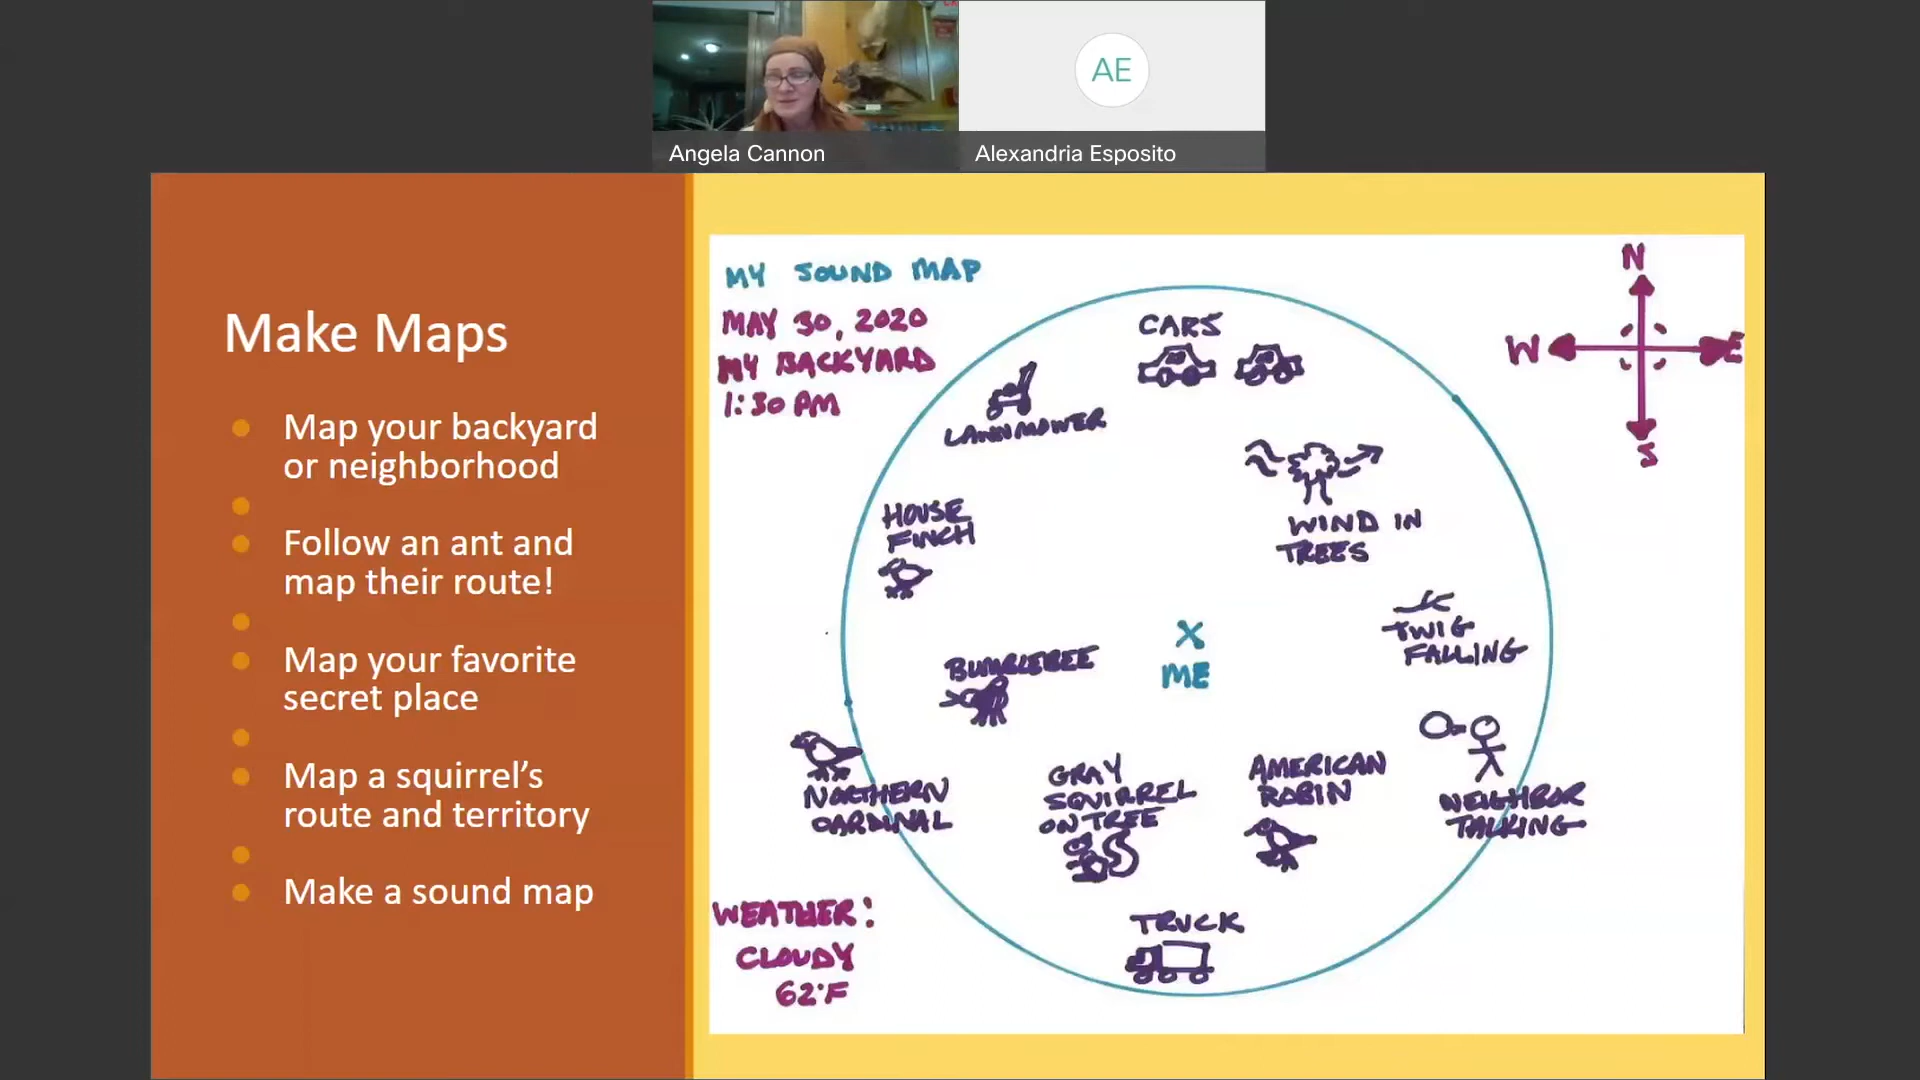 AE
Angela Cannon
Alexandria Esposito
Make Maps
Map your backyard
or neighborhood
Follow an ant and
map their route!
Map your favorite
secret place
Map a squirrel’s
route and territory
Make a sound map
MY SOUND MAP
MAY 30, 2020
MY BACKYARD
1:30 AM
N
W
E
S
CARS
LAWNMOWER
HOUSE
FINCH
WIND IN
TREES
TWIG
FALLING
X
ME
BUMBLEBEE
NORTHERN
CARDINAL
GRAY
SQUIRREL
ON TREE
AMERICAN
ROBIN
NEIGHBOR
TALKING
TRUCK
WEATHER:
CLOUDY
62°F